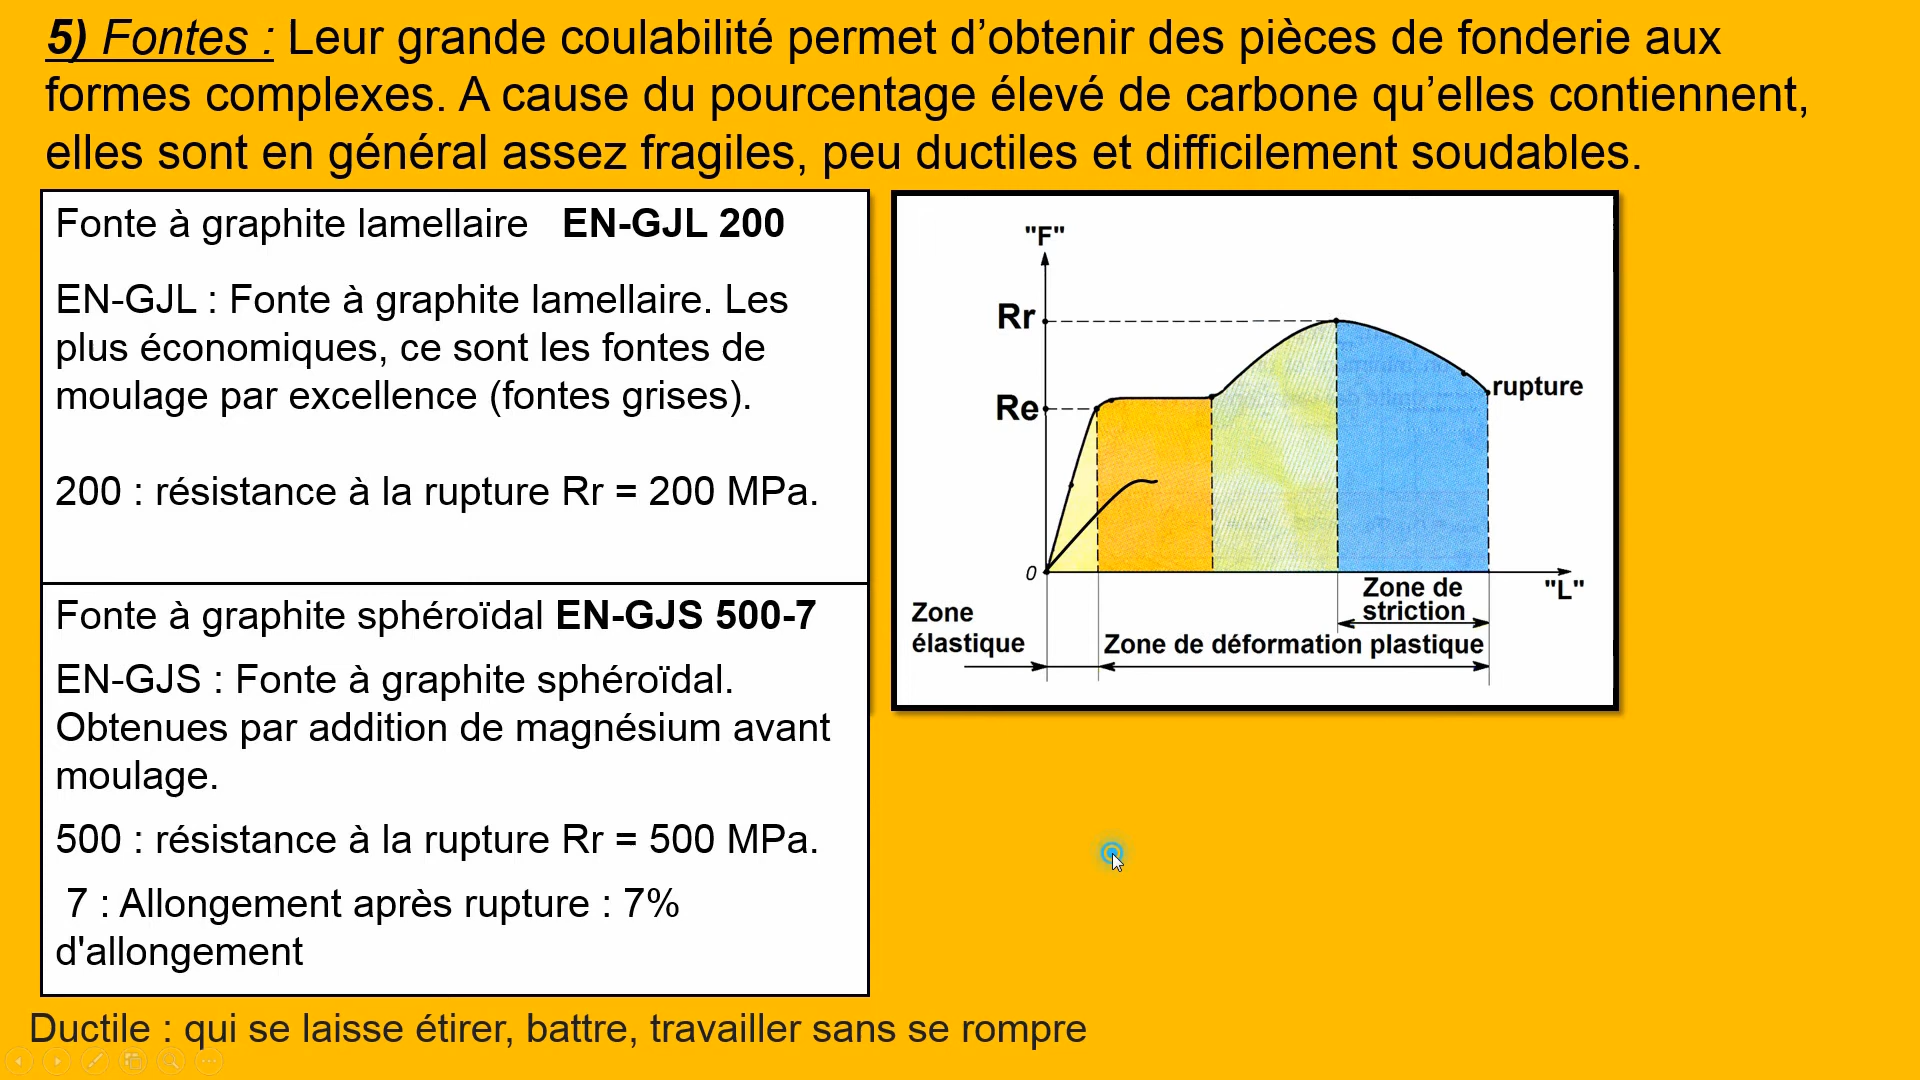 5) Fontes : Leur grande coulabilité permet d’obtenir des pièces de fonderie aux
formes complexes. A cause du pourcentage élevé de carbone qu’elles contiennent,
elles sont en général assez fragiles, peu ductiles et difficilement soudables.
Fonte à graphite lamellaire EN-GJL 200
EN-GJL : Fonte à graphite lamellaire. Les
plus économiques, ce sont les fontes de
moulage par excellence (fontes grises).
200 : résistance à la rupture Rr = 200 MPa.
Fonte à graphite sphéroïdal EN-GJS 500-7
EN-GJS : Fonte à graphite sphéroïdal.
Obtenues par addition de magnésium avant
moulage.
500 : résistance à la rupture Rr = 500 MPa.
7 : Allongement après rupture : 7%
d'allongement
"F"
Rr
Re
rupture
0
"L"
Zone de
striction
Zone
élastique
Zone de déformation plastique
Ductile : qui se laisse étirer, battre, travailler sans se rompre